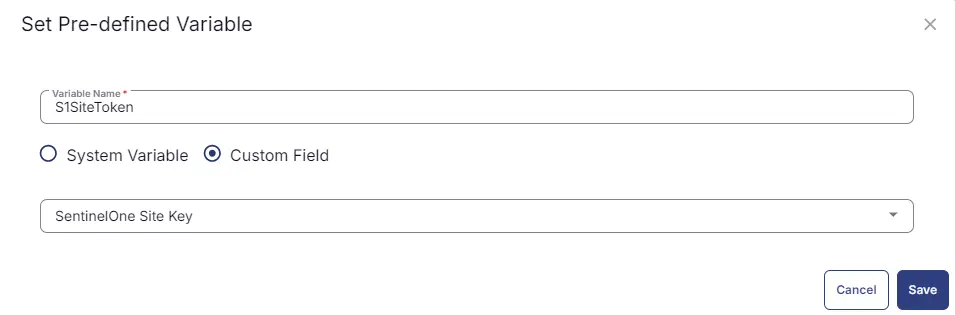 Set Pre-defined Variable
Variable Name *
S1SiteToken
System Variable Custom Field
SentinelOne Site Key
Cancel Save